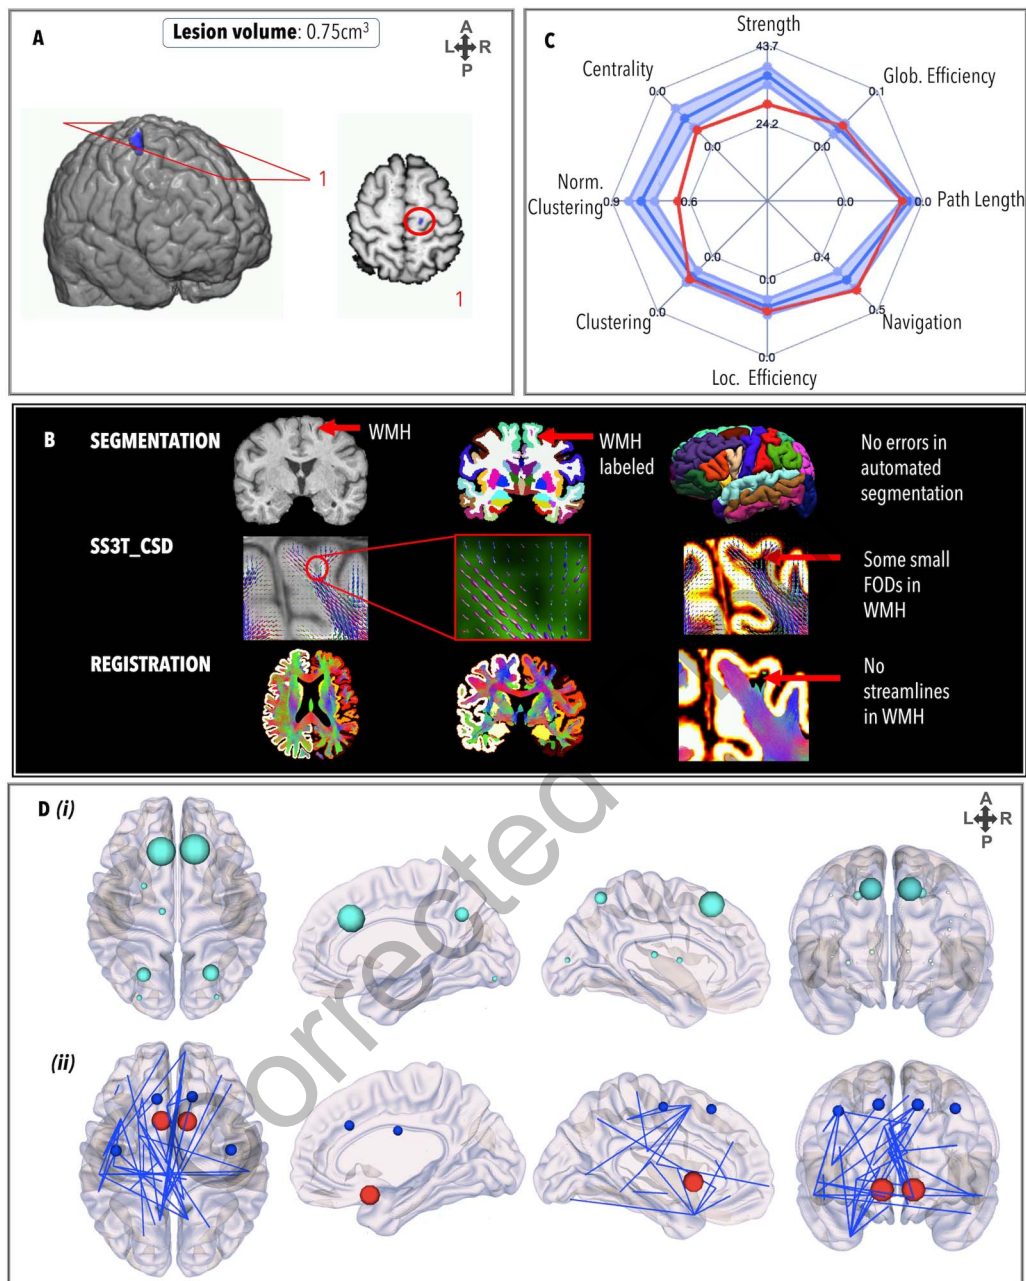 A
Lesion volume: 0.75cm³
A
L R
P
1
1
C
Strength
43.7
Centrality
Glob. Efficiency
0.0
0.1
24.2
0.0
0.0
Norm.
Clustering
0.9
0.6
0.0
0.0
Path Length
0.0
0.4
0.0
Clustering
0.0
0.5
Navigation
0.0
Loc. Efficiency
B
SEGMENTATION
WMH
WMH
labeled
No errors in
automated
segmentation
SS3T_CSD
Some small
FODs in
WMH
REGISTRATION
No
streamlines
in WMH
D (i)
A
L R
P
(ii)
orrected